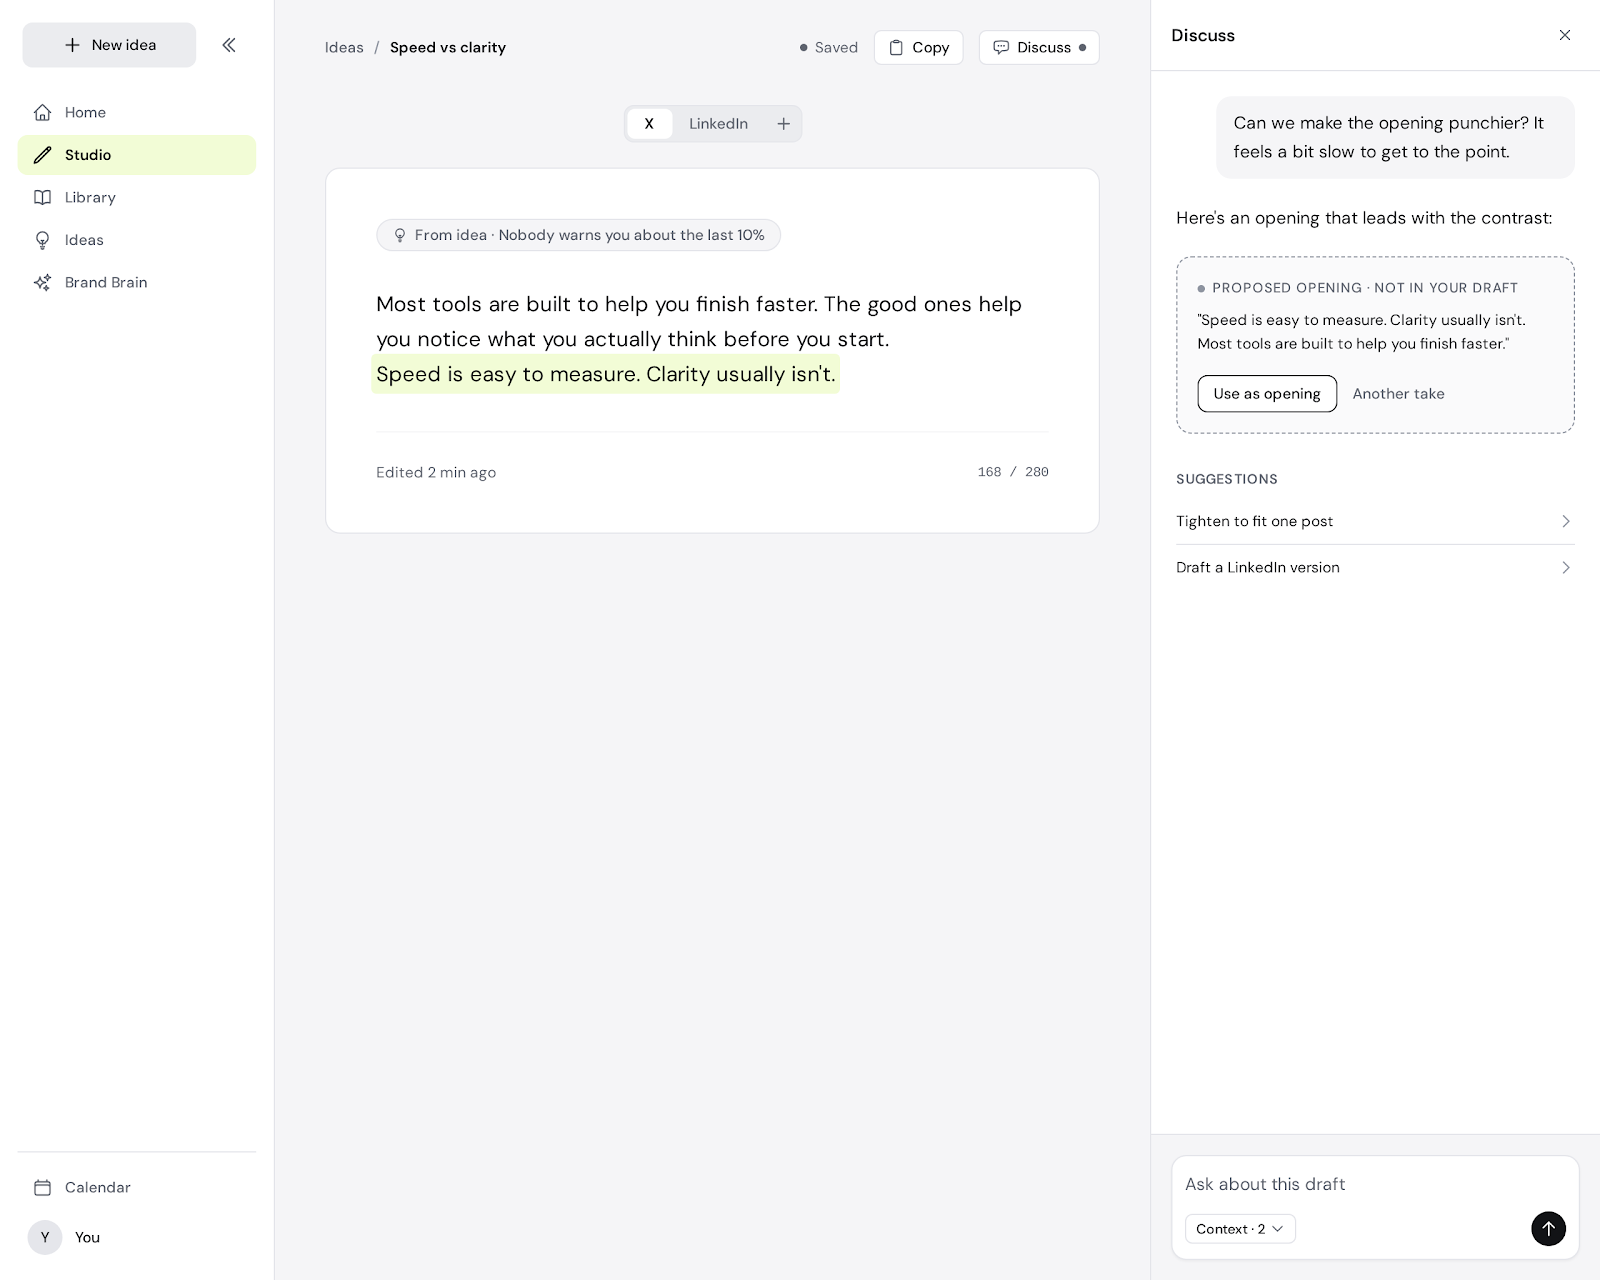 New idea
Home
Studio
Library
Ideas
Brand Brain
Calendar
Y
You
Ideas / Speed vs clarity
Saved
Copy
Discuss
X
LinkedIn
From idea · Nobody warns you about the last 10%
Most tools are built to help you finish faster. The good ones help
you notice what you actually think before you start.
Speed is easy to measure. Clarity usually isn't.
Edited 2 min ago
168 / 280
Discuss
Can we make the opening punchier? It
feels a bit slow to get to the point.
Here's an opening that leads with the contrast:
PROPOSED OPENING · NOT IN YOUR DRAFT
"Speed is easy to measure. Clarity usually isn't.
Most tools are built to help you finish faster."
Use as opening
Another take
SUGGESTIONS
Tighten to fit one post
Draft a LinkedIn version
Ask about this draft
Context · 2